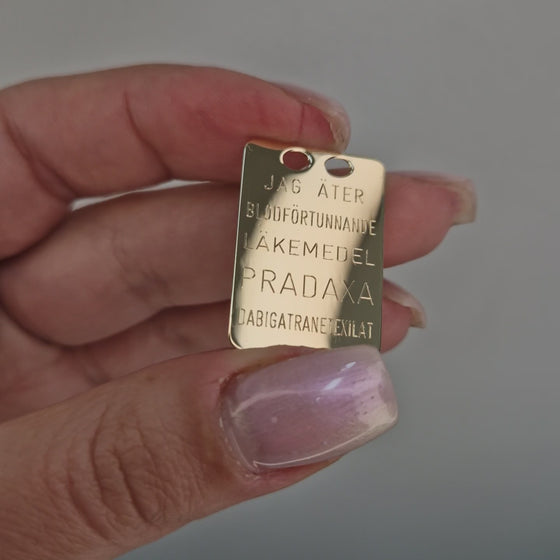 JAG ÄTER
BLODFÖRTUNNANDE
LÄKEMEDEL
PRADAXA
DABIGATRANETEXILAT